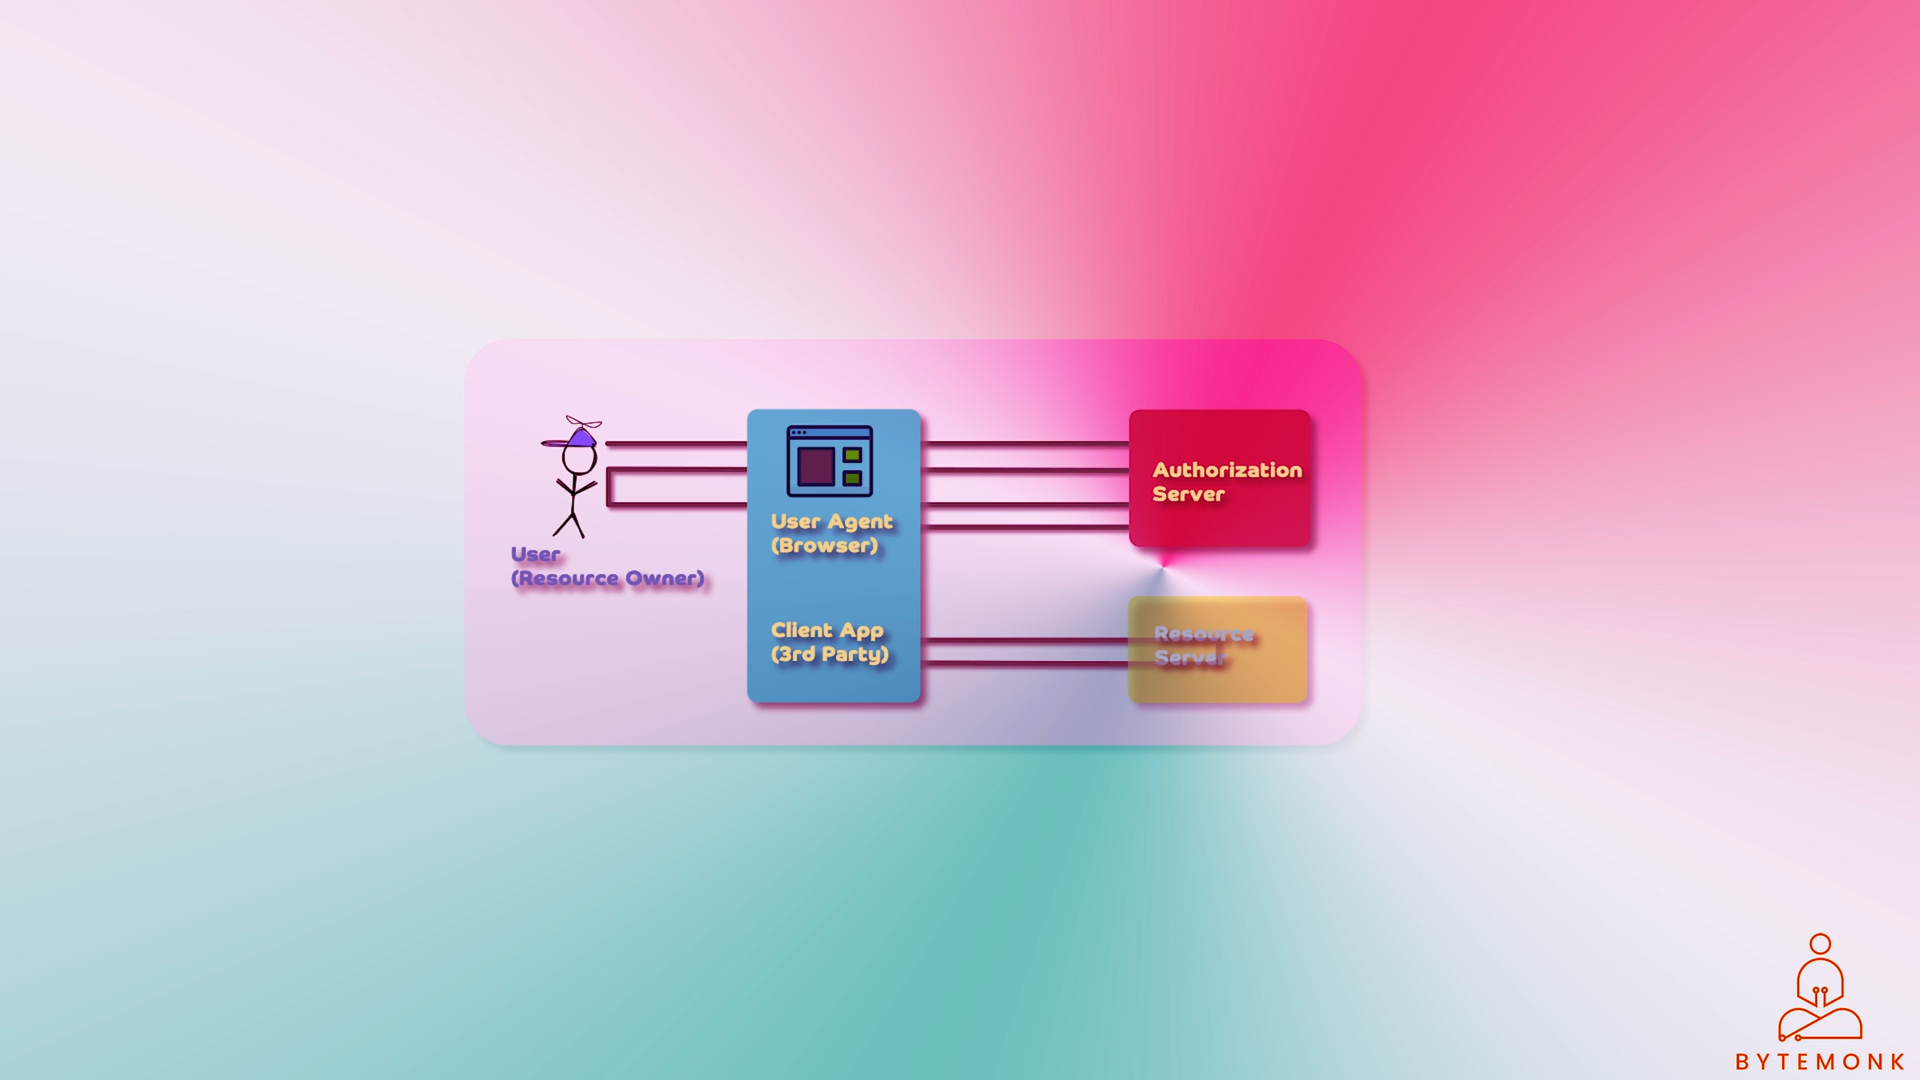 User Agent
(Browser)
Authorization
Server
User
(Resource Owner)
Client App
(3rd Party)
Resource
Server
BYTEMONK